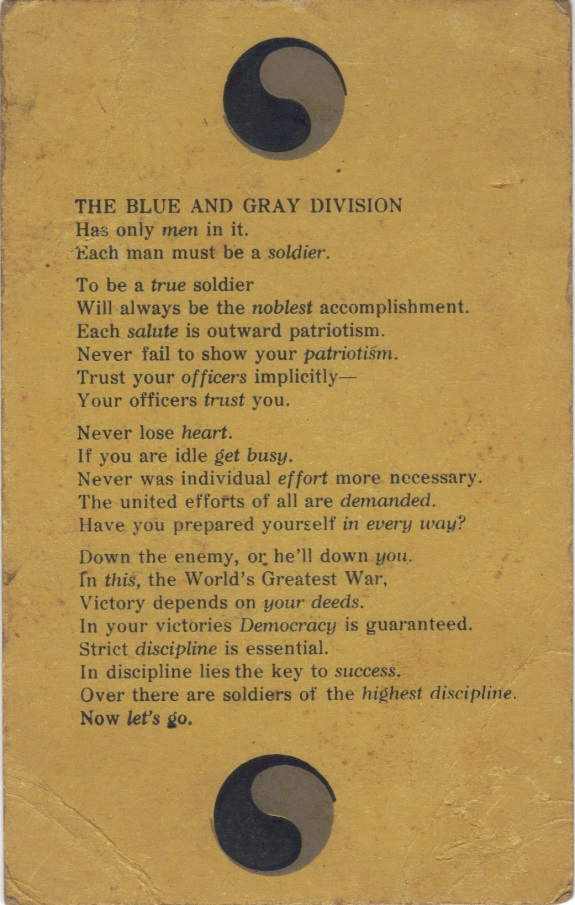 THE BLUE AND GRAY DIVISION
Has only men in it.
Each man must be a soldier.
To be a true soldier
Will always be the noblest accomplishment.
Each salute is outward patriotism.
Never fail to show your patriotism.
Trust your officers implicitly—
Your officers trust you.
Never lose heart.
If you are idle get busy.
Never was individual effort more necessary.
The united efforts of all are demanded.
Have you prepared yourself in every way?
Down the enemy, or he'll down you.
In this, the World's Greatest War,
Victory depends on your deeds.
In your victories Democracy is guaranteed.
Strict discipline is essential.
In discipline lies the key to success.
Over there are soldiers of the highest discipline.
Now let's go.